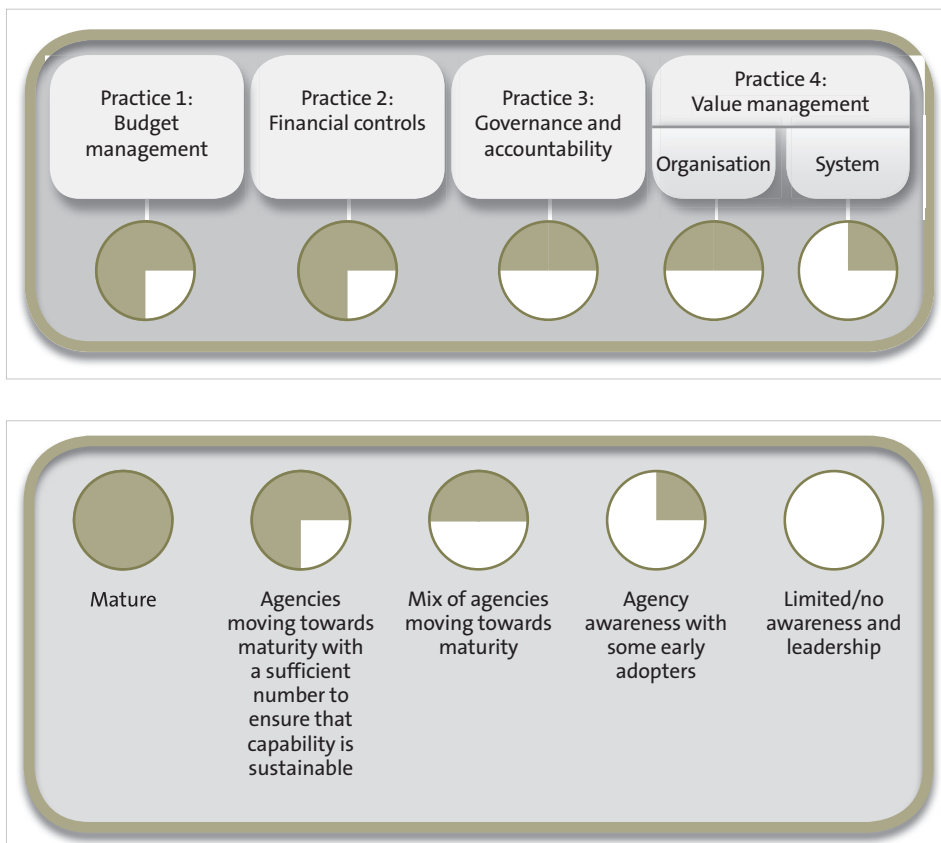 Practice 1:
Budget
management
Practice 2:
Financial controls
Practice 3:
Governance and
accountability
Practice 4:
Value management
Organisation
System
Mature
Agencies
moving towards
maturity with
a sufficient
number to
ensure that
capability is
sustainable
Mix of agencies
moving towards
maturity
Agency
awareness with
some early
adopters
Limited/no
awareness and
leadership